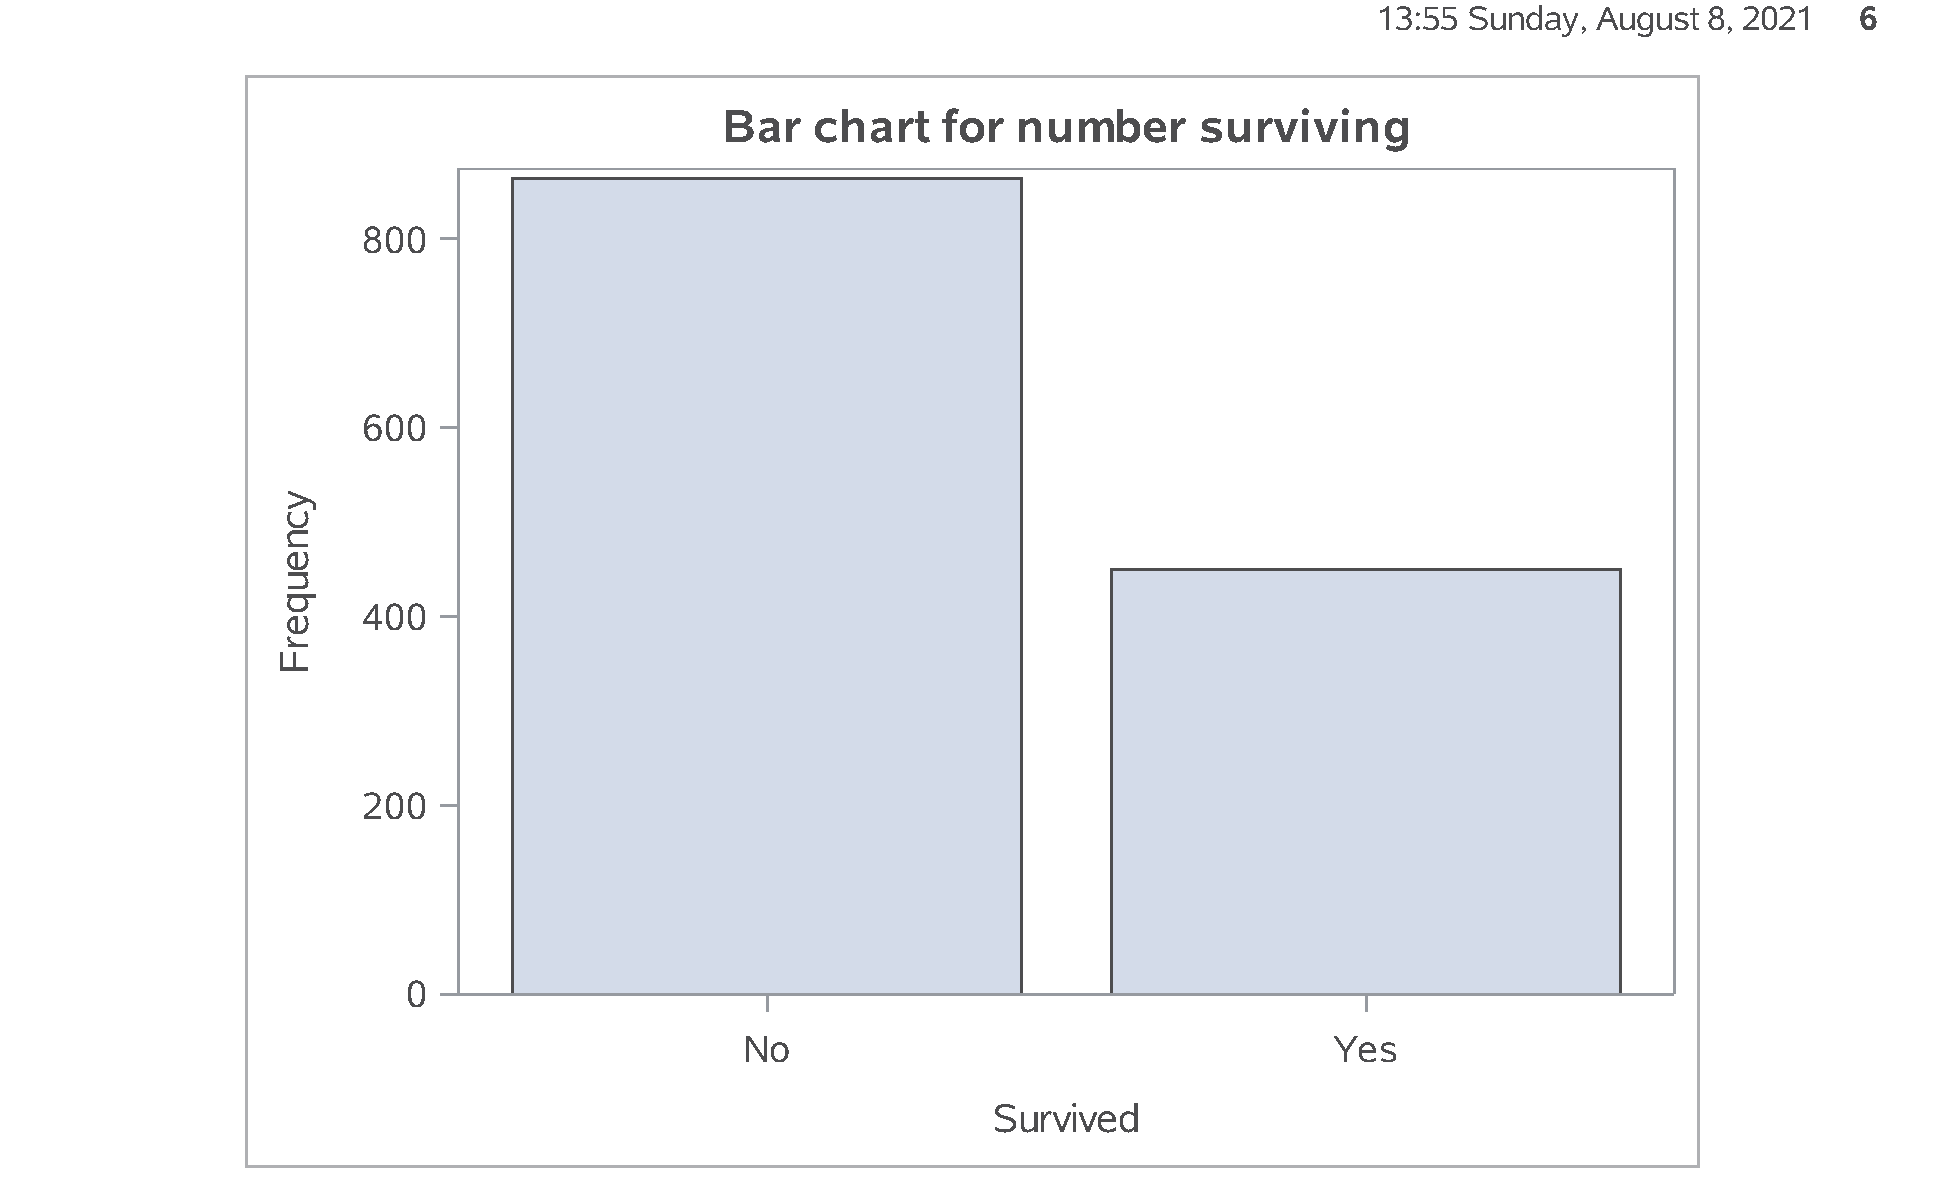 13:55 Sunday, August 8, 2021 6
Bar chart for number surviving
800
600
400
200
0
Frequency
No Yes
Survived